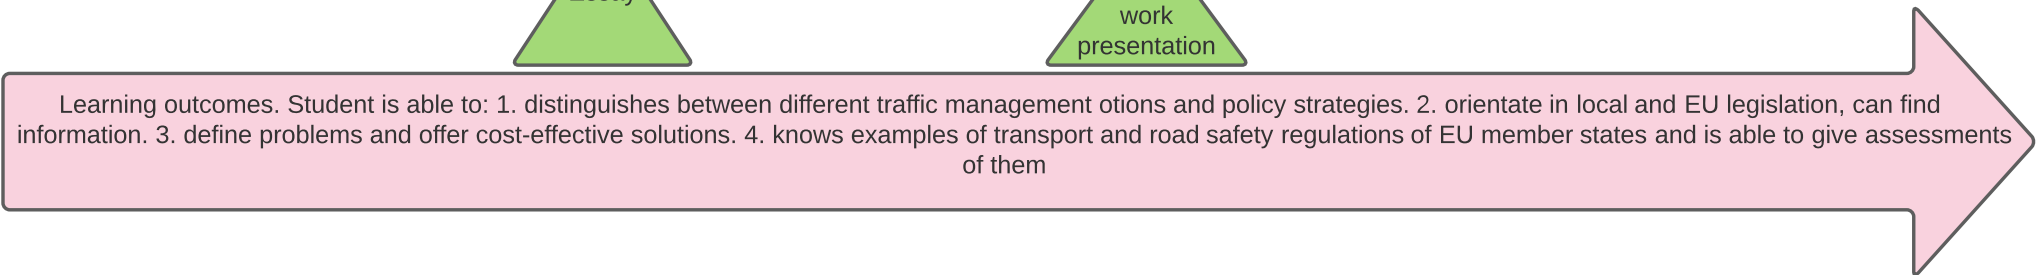 work
presentation
Learning outcomes. Student is able to: 1. distinguishes between different traffic management otions and policy strategies. 2. orientate in local and EU legislation, can find
information. 3. define problems and offer cost-effective solutions. 4. knows examples of transport and road safety regulations of EU member states and is able to give assessments
of them